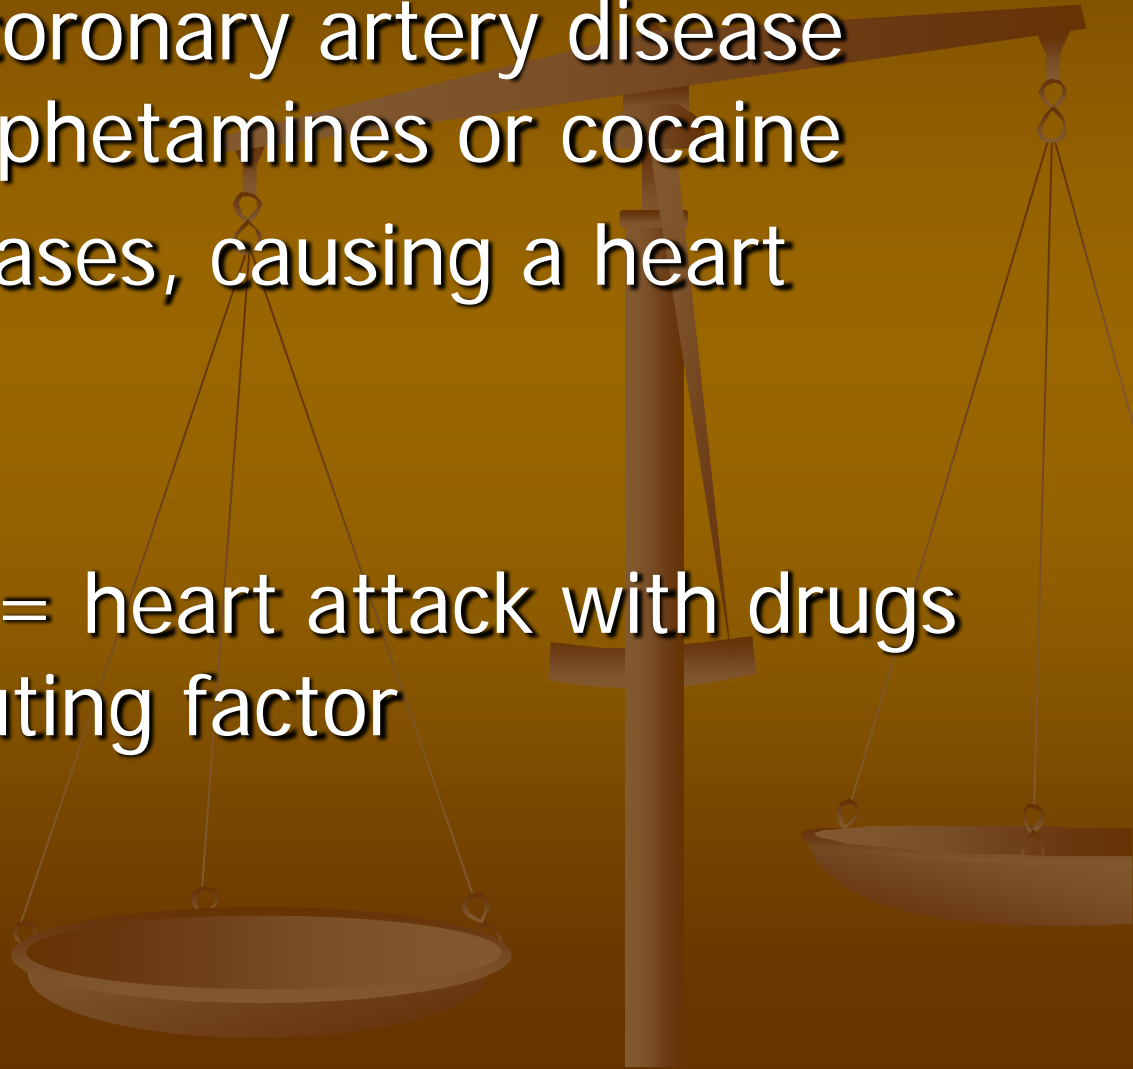 oronary artery disease
phetamines or cocaine
ases, causing a heart
= heart attack with drugs
ting factor